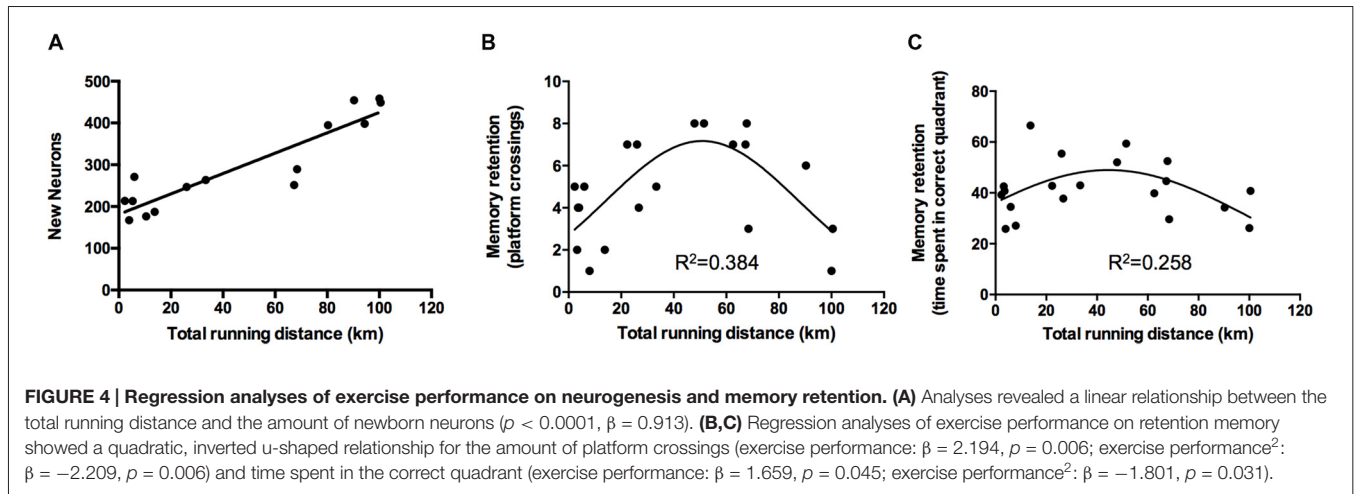 A
B
C
New Neurons
500
400
300
200
100
0
0 20 40 60 80 100 120
Total running distance (km)
Memory retention
(platform crossings)
10
8
6
4
2
0
R²=0.384
0 20 40 60 80 100 120
Total running distance (km)
Memory retention
(time spent in correct quadrant)
80
60
40
20
0
R²=0.258
0 20 40 60 80 100 120
Total running distance (km)
FIGURE 4 | Regression analyses of exercise performance on neurogenesis and memory retention. (A) Analyses revealed a linear relationship between the
total running distance and the amount of newborn neurons (p < 0.0001, β = 0.913). (B,C) Regression analyses of exercise performance on retention memory
showed a quadratic, inverted u-shaped relationship for the amount of platform crossings (exercise performance: β = 2.194, p = 0.006; exercise performance²:
β = −2.209, p = 0.006) and time spent in the correct quadrant (exercise performance: β = 1.659, p = 0.045; exercise performance²: β = −1.801, p = 0.031).